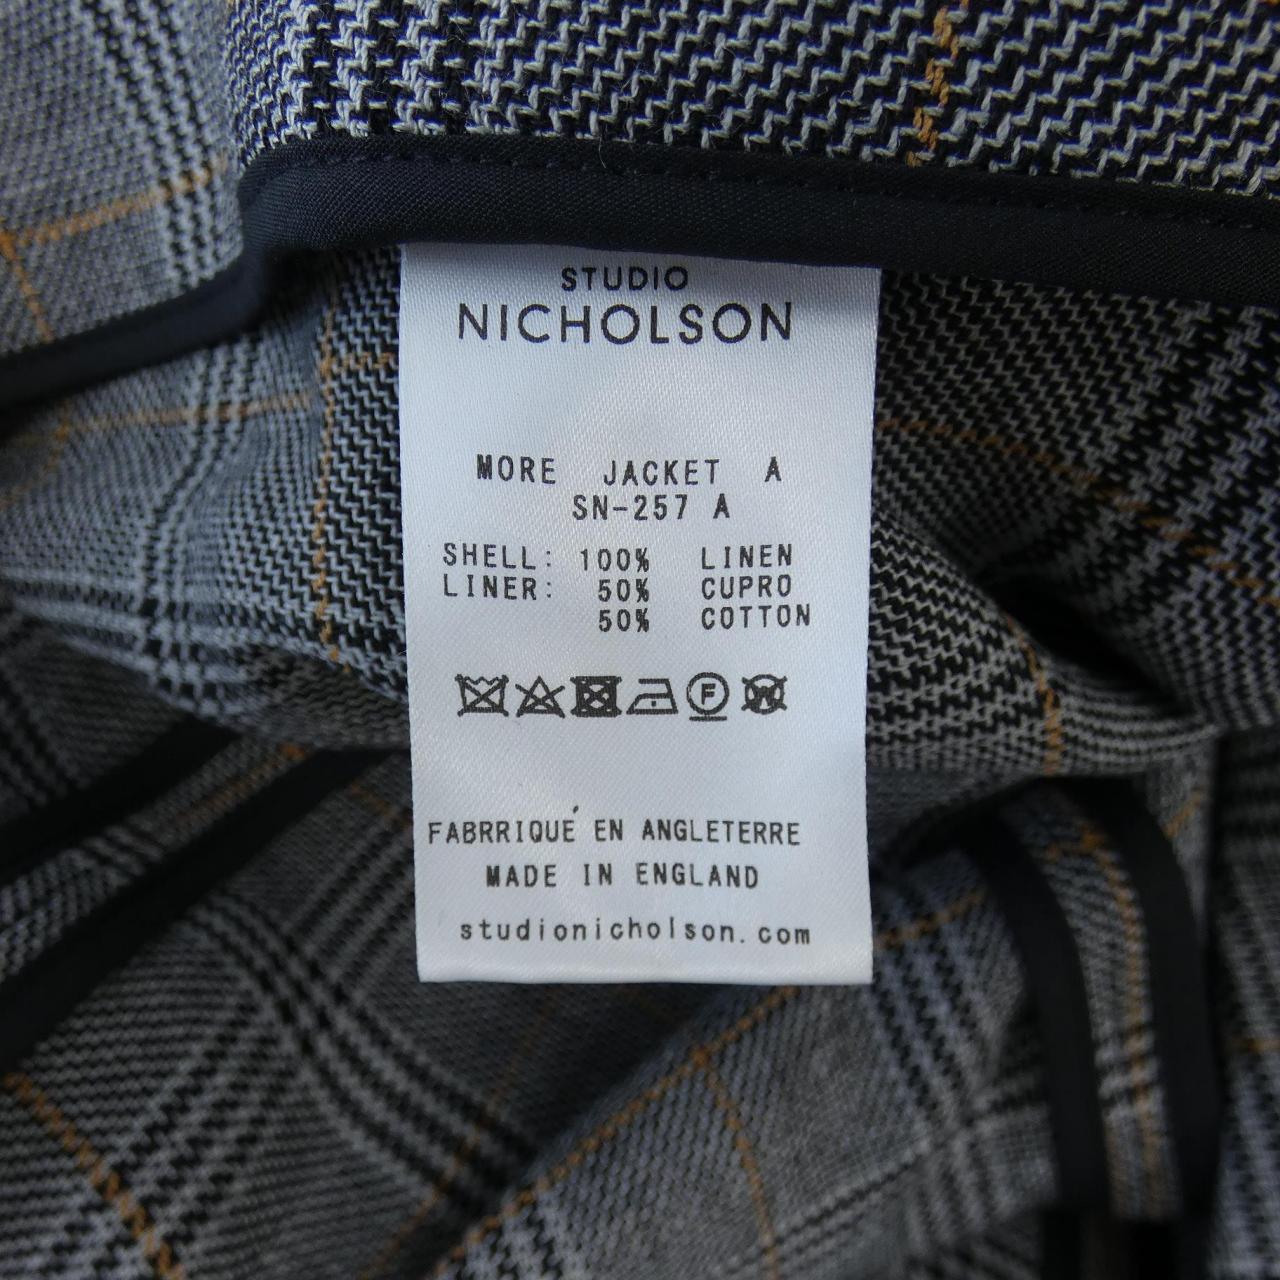 STUDIO
NICHOLSON
MORE JACKET A
SN-257 A
SHELL: 100% LINEN
LINER: 50% CUPRO
50% COTTON
F W
FABRRIQUÉ EN ANGLETERRE
MADE IN ENGLAND
studionicholson.com